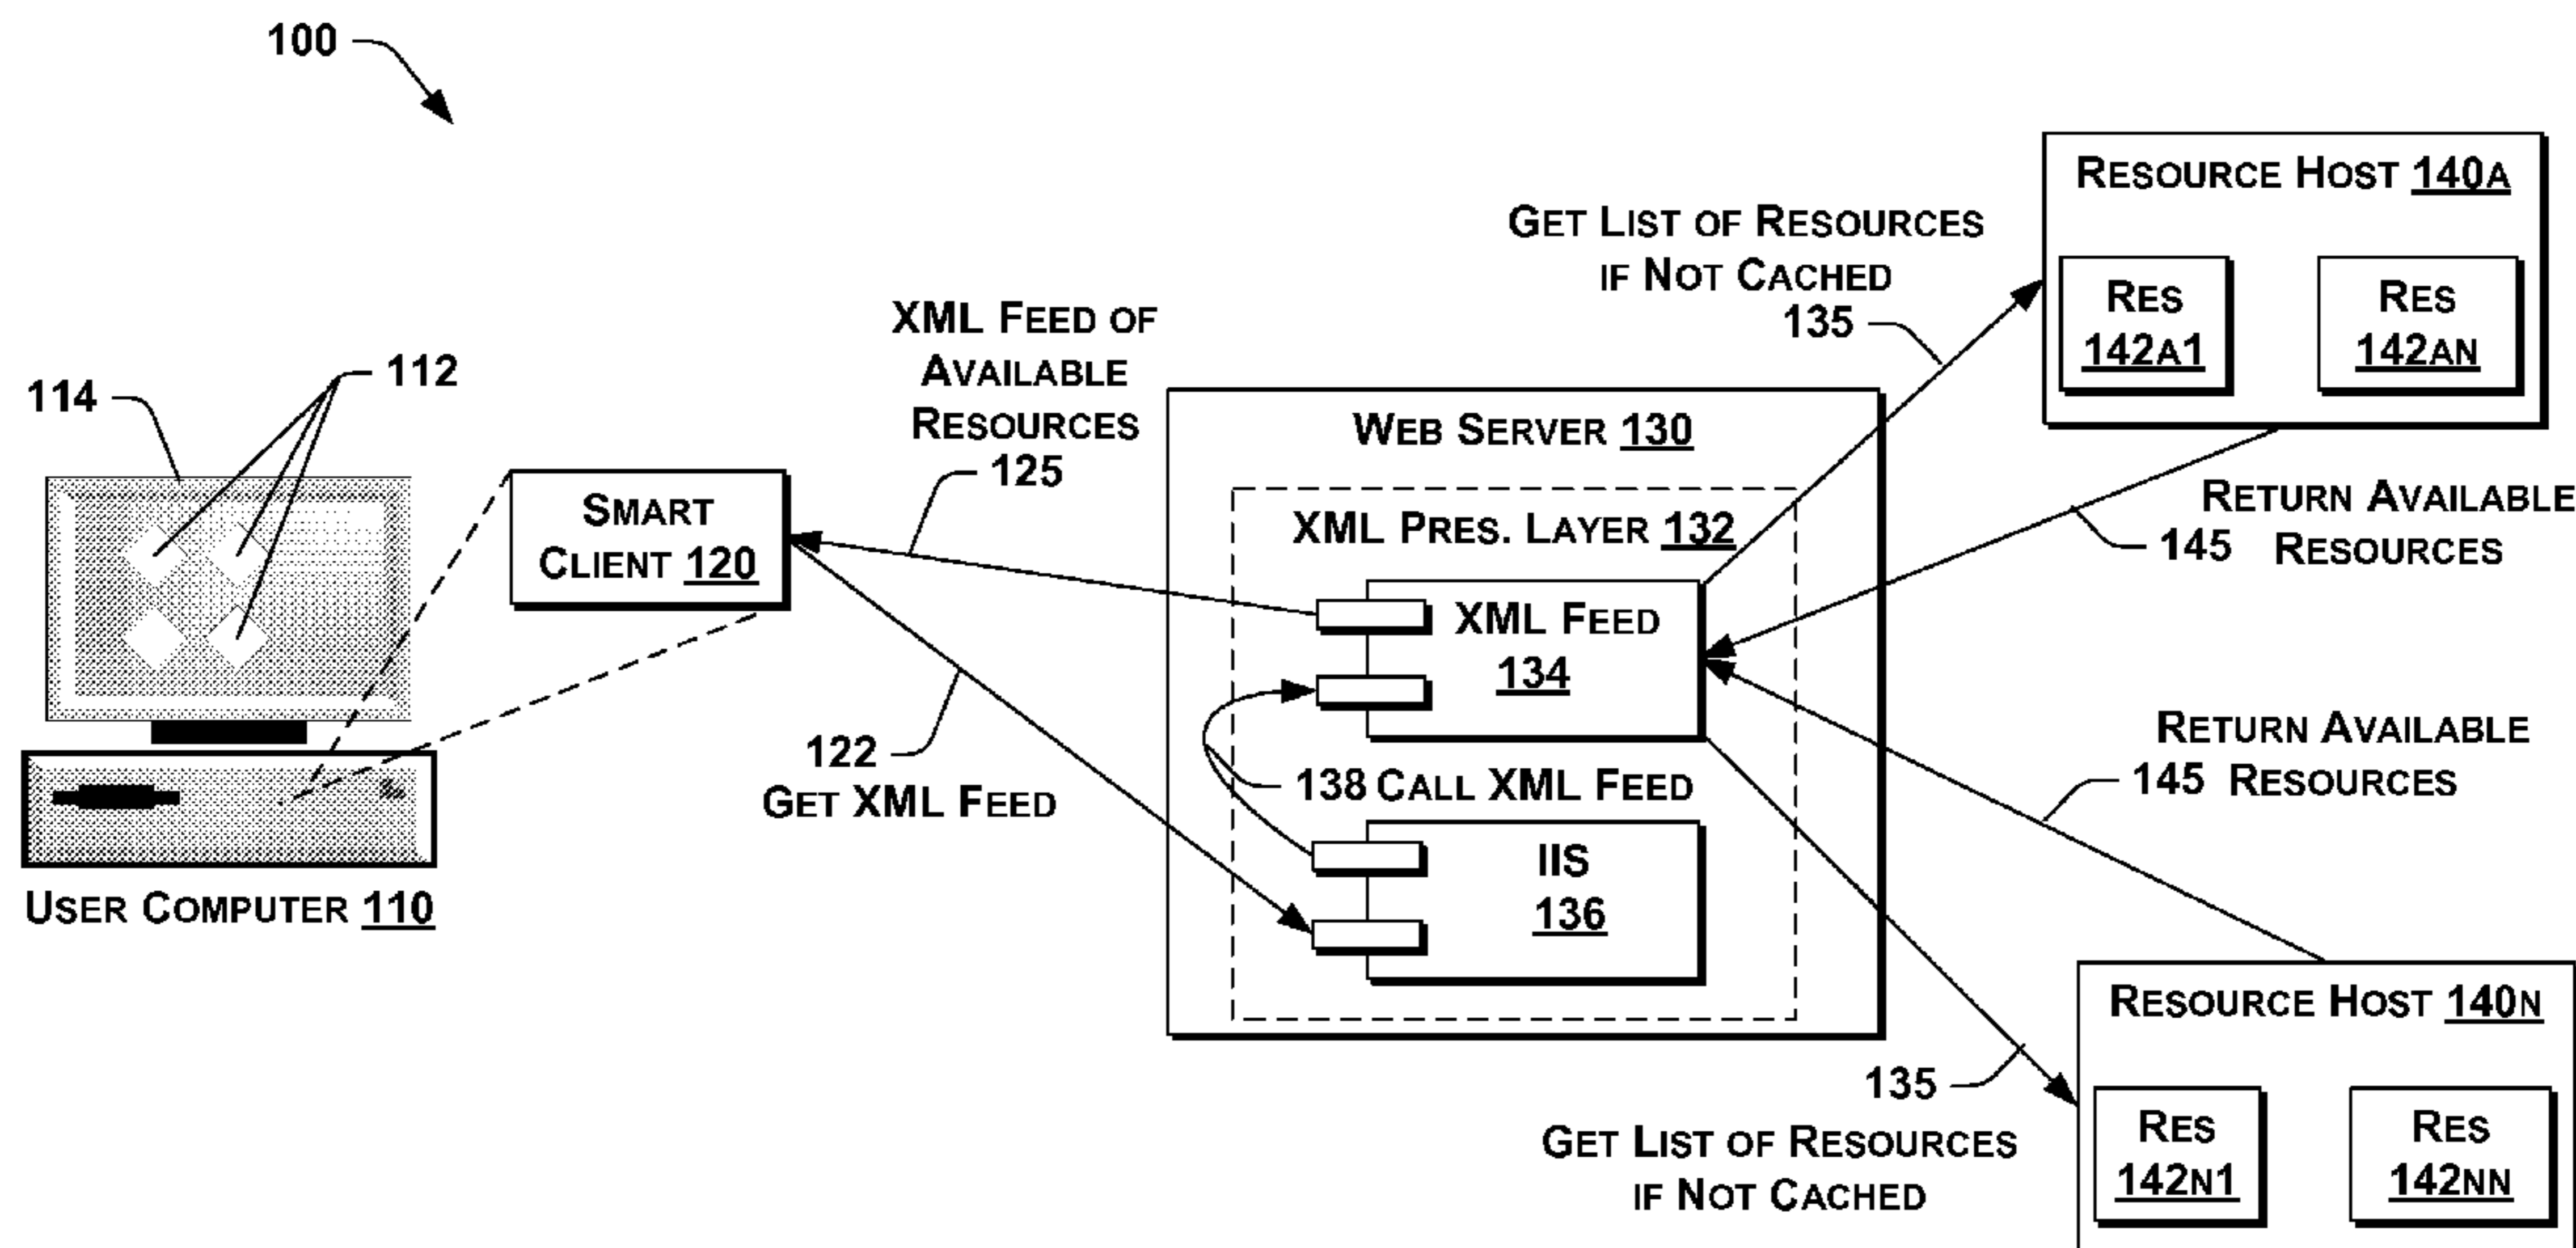 100
RESOURCE HOST 140A
RES
142A1
RES
142AN
GET LIST OF RESOURCES
IF NOT CACHED
135
XML FEED OF
AVAILABLE
RESOURCES
125
112
114
WEB SERVER 130
XML PRES. LAYER 132
RETURN AVAILABLE
145 RESOURCES
SMART
CLIENT 120
XML FEED
134
122
GET XML FEED
138 CALL XML FEED
RETURN AVAILABLE
145 RESOURCES
IIS
136
USER COMPUTER 110
RESOURCE HOST 140N
RES
142N1
RES
142NN
135
GET LIST OF RESOURCES
IF NOT CACHED